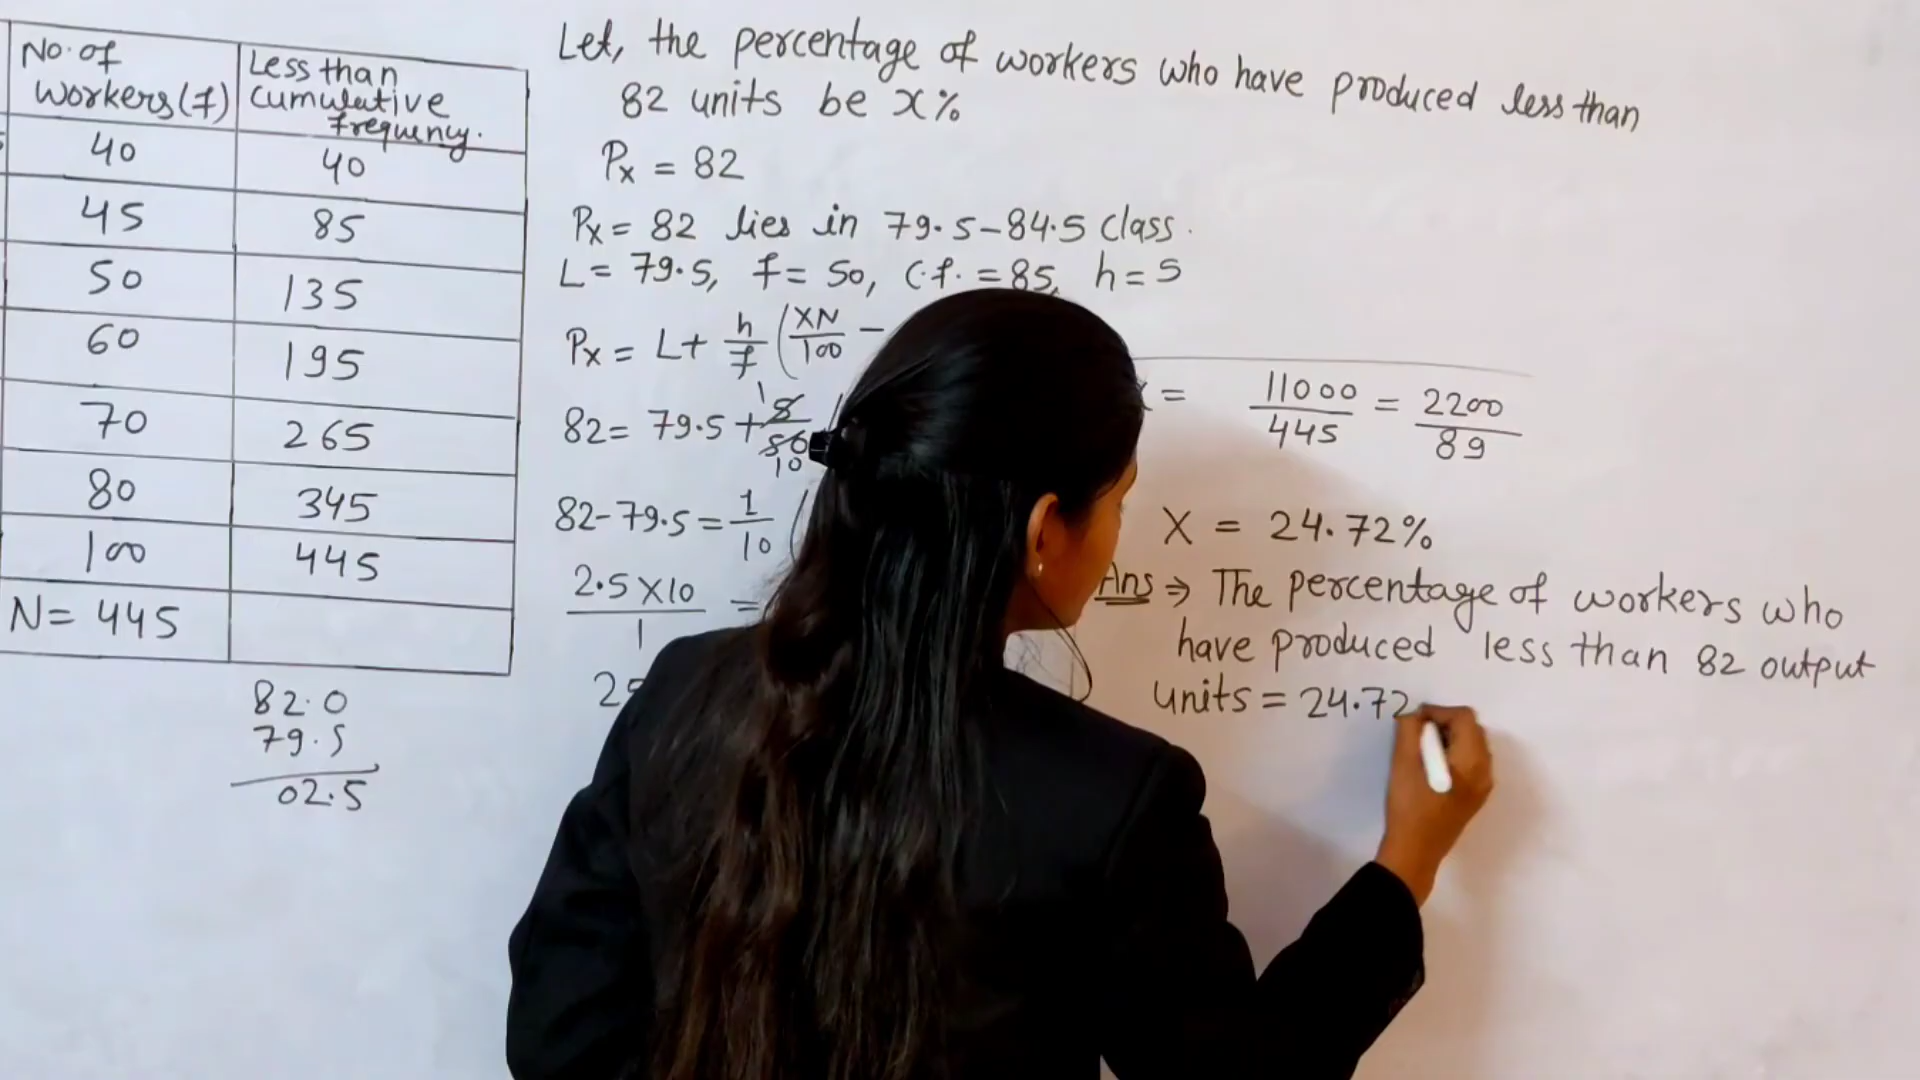 No. of Workers (f)
Less than cumulative frequency.
40 40
45 85
50 135
60 195
70 265
80 345
100 445
N = 445
82.0
79.5
02.5
Let, the percentage of workers who have produced less than
82 units be x%
Px = 82
Px = 82 lies in 79.5-84.5 class.
L = 79.5, f = 50, C.f. = 85, h = 5
Px = L + h/f (XN/100 -
82 = 79.5 + 5/50 1 10
82-79.5 = 1/10 (
2.5 X 10 / 1 =
= 11000/445 = 2200/89
X = 24.72%
Ans ⇒ The percentage of workers who
have produced less than 82 output
units = 24.72